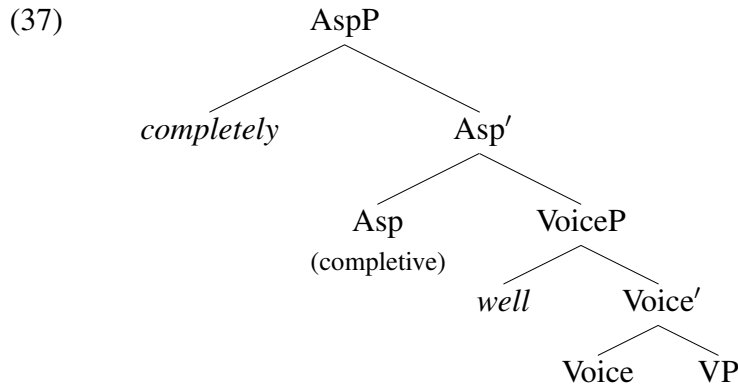 (37) AspP
completely Asp′
Asp VoiceP
(completive)
well Voice′
Voice VP